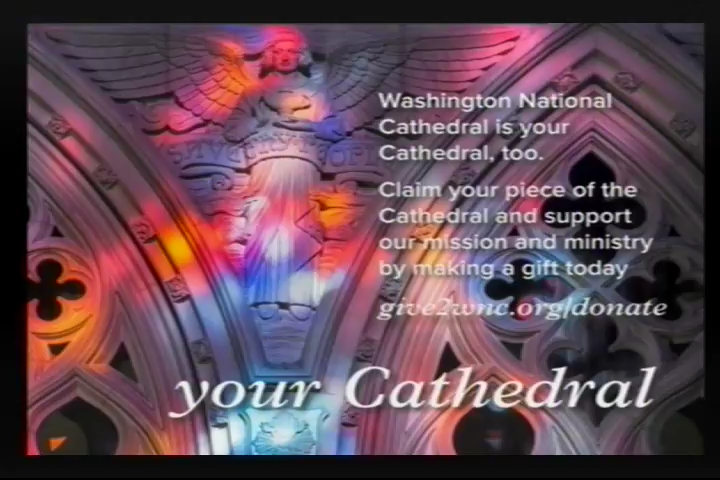 Washington National
Cathedral is your
Cathedral, too.
Claim your piece of the
Cathedral and support
our mission and ministry
by making a gift today
give2wnc.org/donate
your Cathedral